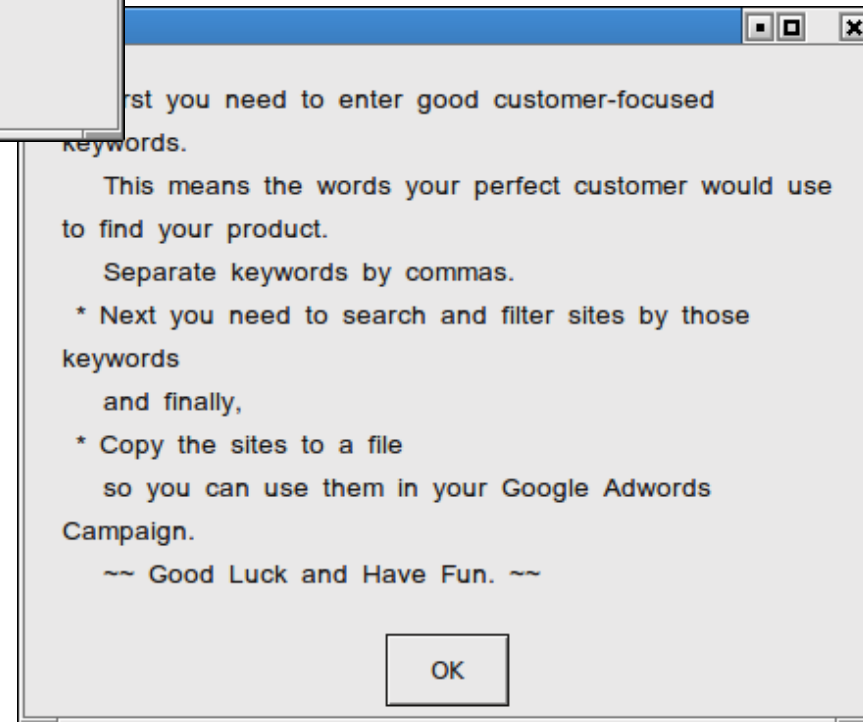 you need to enter good customer-focused
keywords.
This means the words your perfect customer would use
to find your product.
Separate keywords by commas.
* Next you need to search and filter sites by those
keywords
and finally,
* Copy the sites to a file
so you can use them in your Google Adwords
Campaign.
~~ Good Luck and Have Fun. ~~
OK